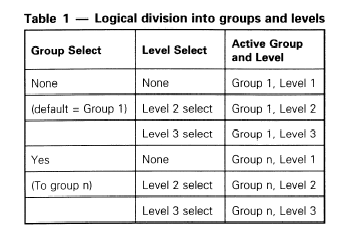 Table 1 — Logical division into groups and levels
Group Select Level Select Active Group and Level
None None Group 1, Level 1
(default = Group 1) Level 2 select Group 1, Level 2
Level 3 select Group 1, Level 3
Yes None Group n, Level 1
(To group n) Level 2 select Group n, Level 2
Level 3 select Group n, Level 3